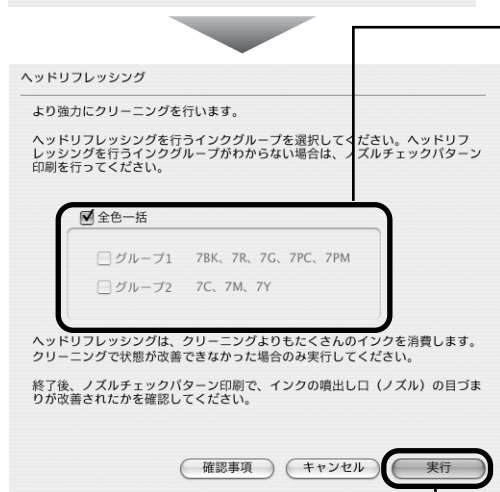 ヘッドリフレッシング
より強力にクリーニングを行います。
ヘッドリフレッシングを行うインクグループを選択してください。ヘッドリフ
レッシングを行うインクグループがわからない場合は、ノズルチェックパターン
印刷を行ってください。
全色一括
グループ1 7BK、7R、7G、7PC、7PM
グループ2 7C、7M、7Y
ヘッドリフレッシングは、クリーニングよりもたくさんのインクを消費します。
クリーニングで状態が改善できなかった場合のみ実行してください。
終了後、ノズルチェックパターン印刷で、インクの噴出し口（ノズル）の目づま
りが改善されたかを確認してください。
確認事項 キャンセル 実行